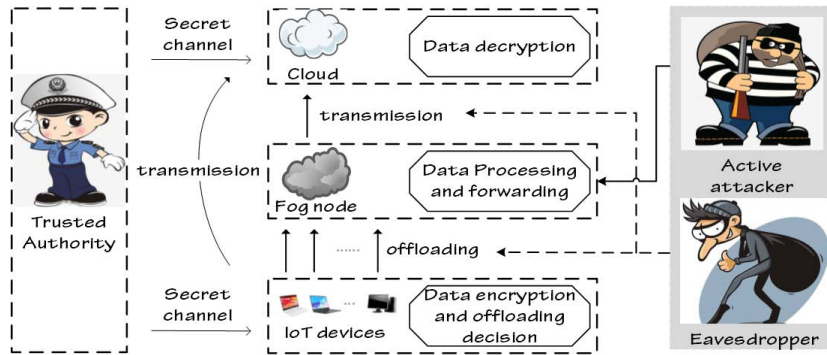 Secret
channel
Cloud
Data decryption
transmission
transmission
Trusted
Authority
Fog node
Data Processing
and forwarding
Active
attacker
offloading
Secret
channel
......
...
IoT devices
Data encryption
and offloading
decision
Eavesdropper